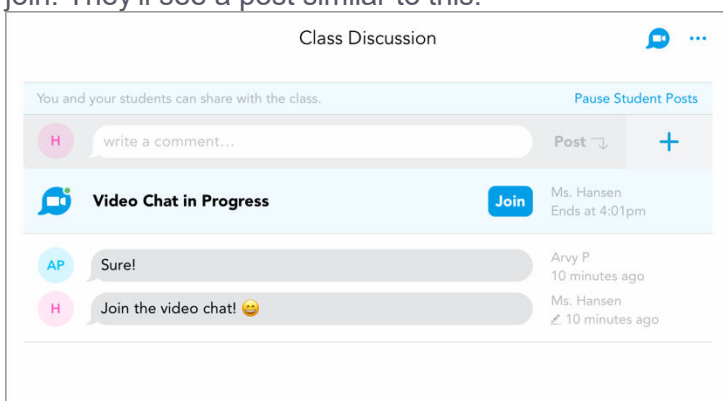 join. They'll see a post similar to this.
Class Discussion
You and your students can share with the class. Pause Student Posts
H write a comment... Post +
Video Chat in Progress Join Ms. Hansen
Ends at 4:01pm
AP Sure! Arvy P
10 minutes ago
H Join the video chat! 😄 Ms. Hansen
10 minutes ago